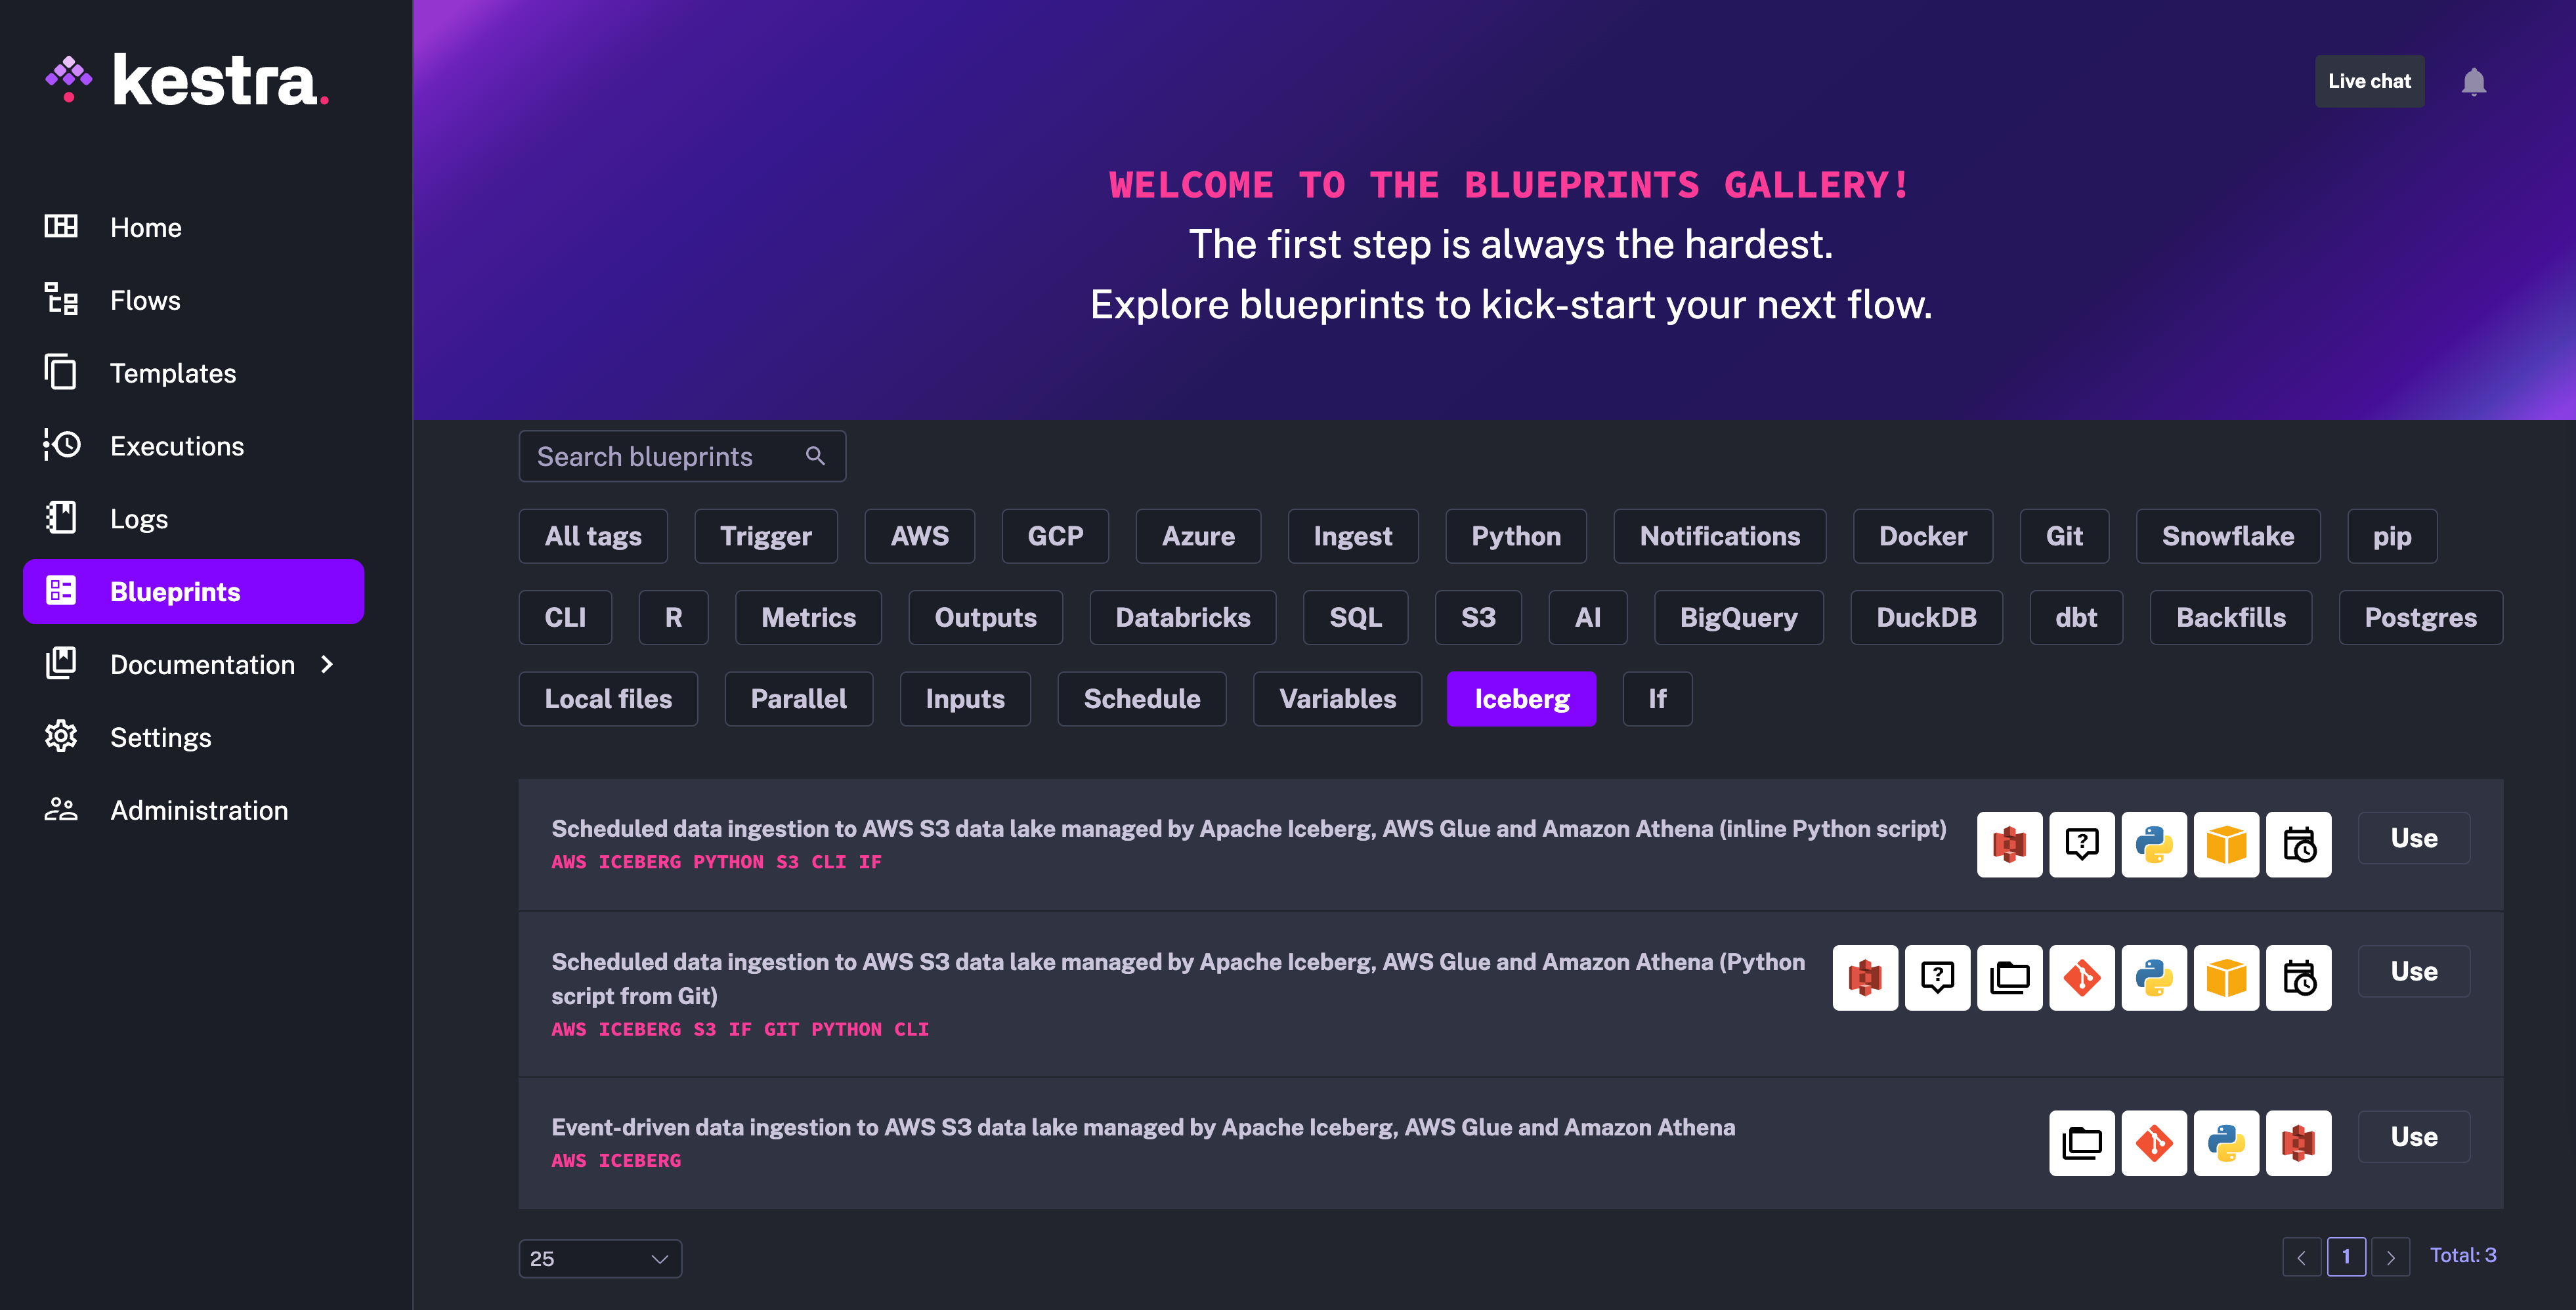 kestra.
Live chat
WELCOME TO THE BLUEPRINTS GALLERY!
The first step is always the hardest.
Explore blueprints to kick-start your next flow.
Home
Flows
Templates
Executions
Logs
Blueprints
Documentation
Settings
Administration
Search blueprints
All tags Trigger AWS GCP Azure Ingest Python Notifications Docker Git Snowflake pip
CLI R Metrics Outputs Databricks SQL S3 AI BigQuery DuckDB dbt Backfills Postgres
Local files Parallel Inputs Schedule Variables Iceberg If
Scheduled data ingestion to AWS S3 data lake managed by Apache Iceberg, AWS Glue and Amazon Athena (inline Python script)
AWS ICEBERG PYTHON S3 CLI IF
Use
Scheduled data ingestion to AWS S3 data lake managed by Apache Iceberg, AWS Glue and Amazon Athena (Python
script from Git)
AWS ICEBERG S3 IF GIT PYTHON CLI
Use
Event-driven data ingestion to AWS S3 data lake managed by Apache Iceberg, AWS Glue and Amazon Athena
AWS ICEBERG
Use
25
1
Total: 3